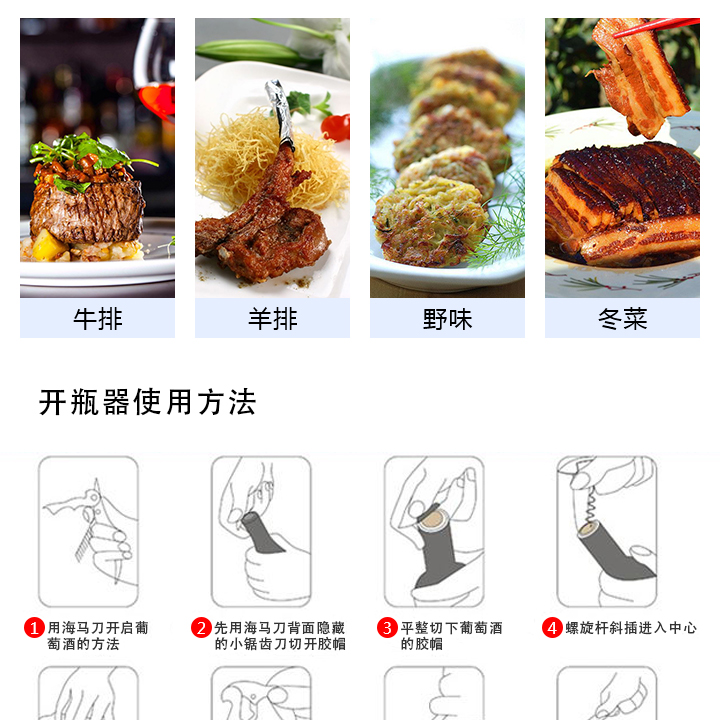 牛排
羊排
野味
冬菜
开瓶器使用方法
1 用海马刀开启葡
萄酒的方法
2 先用海马刀背面隐藏
的小锯齿刀切开胶帽
3 平整切下葡萄酒
的胶帽
4 螺旋杆斜插进入中心